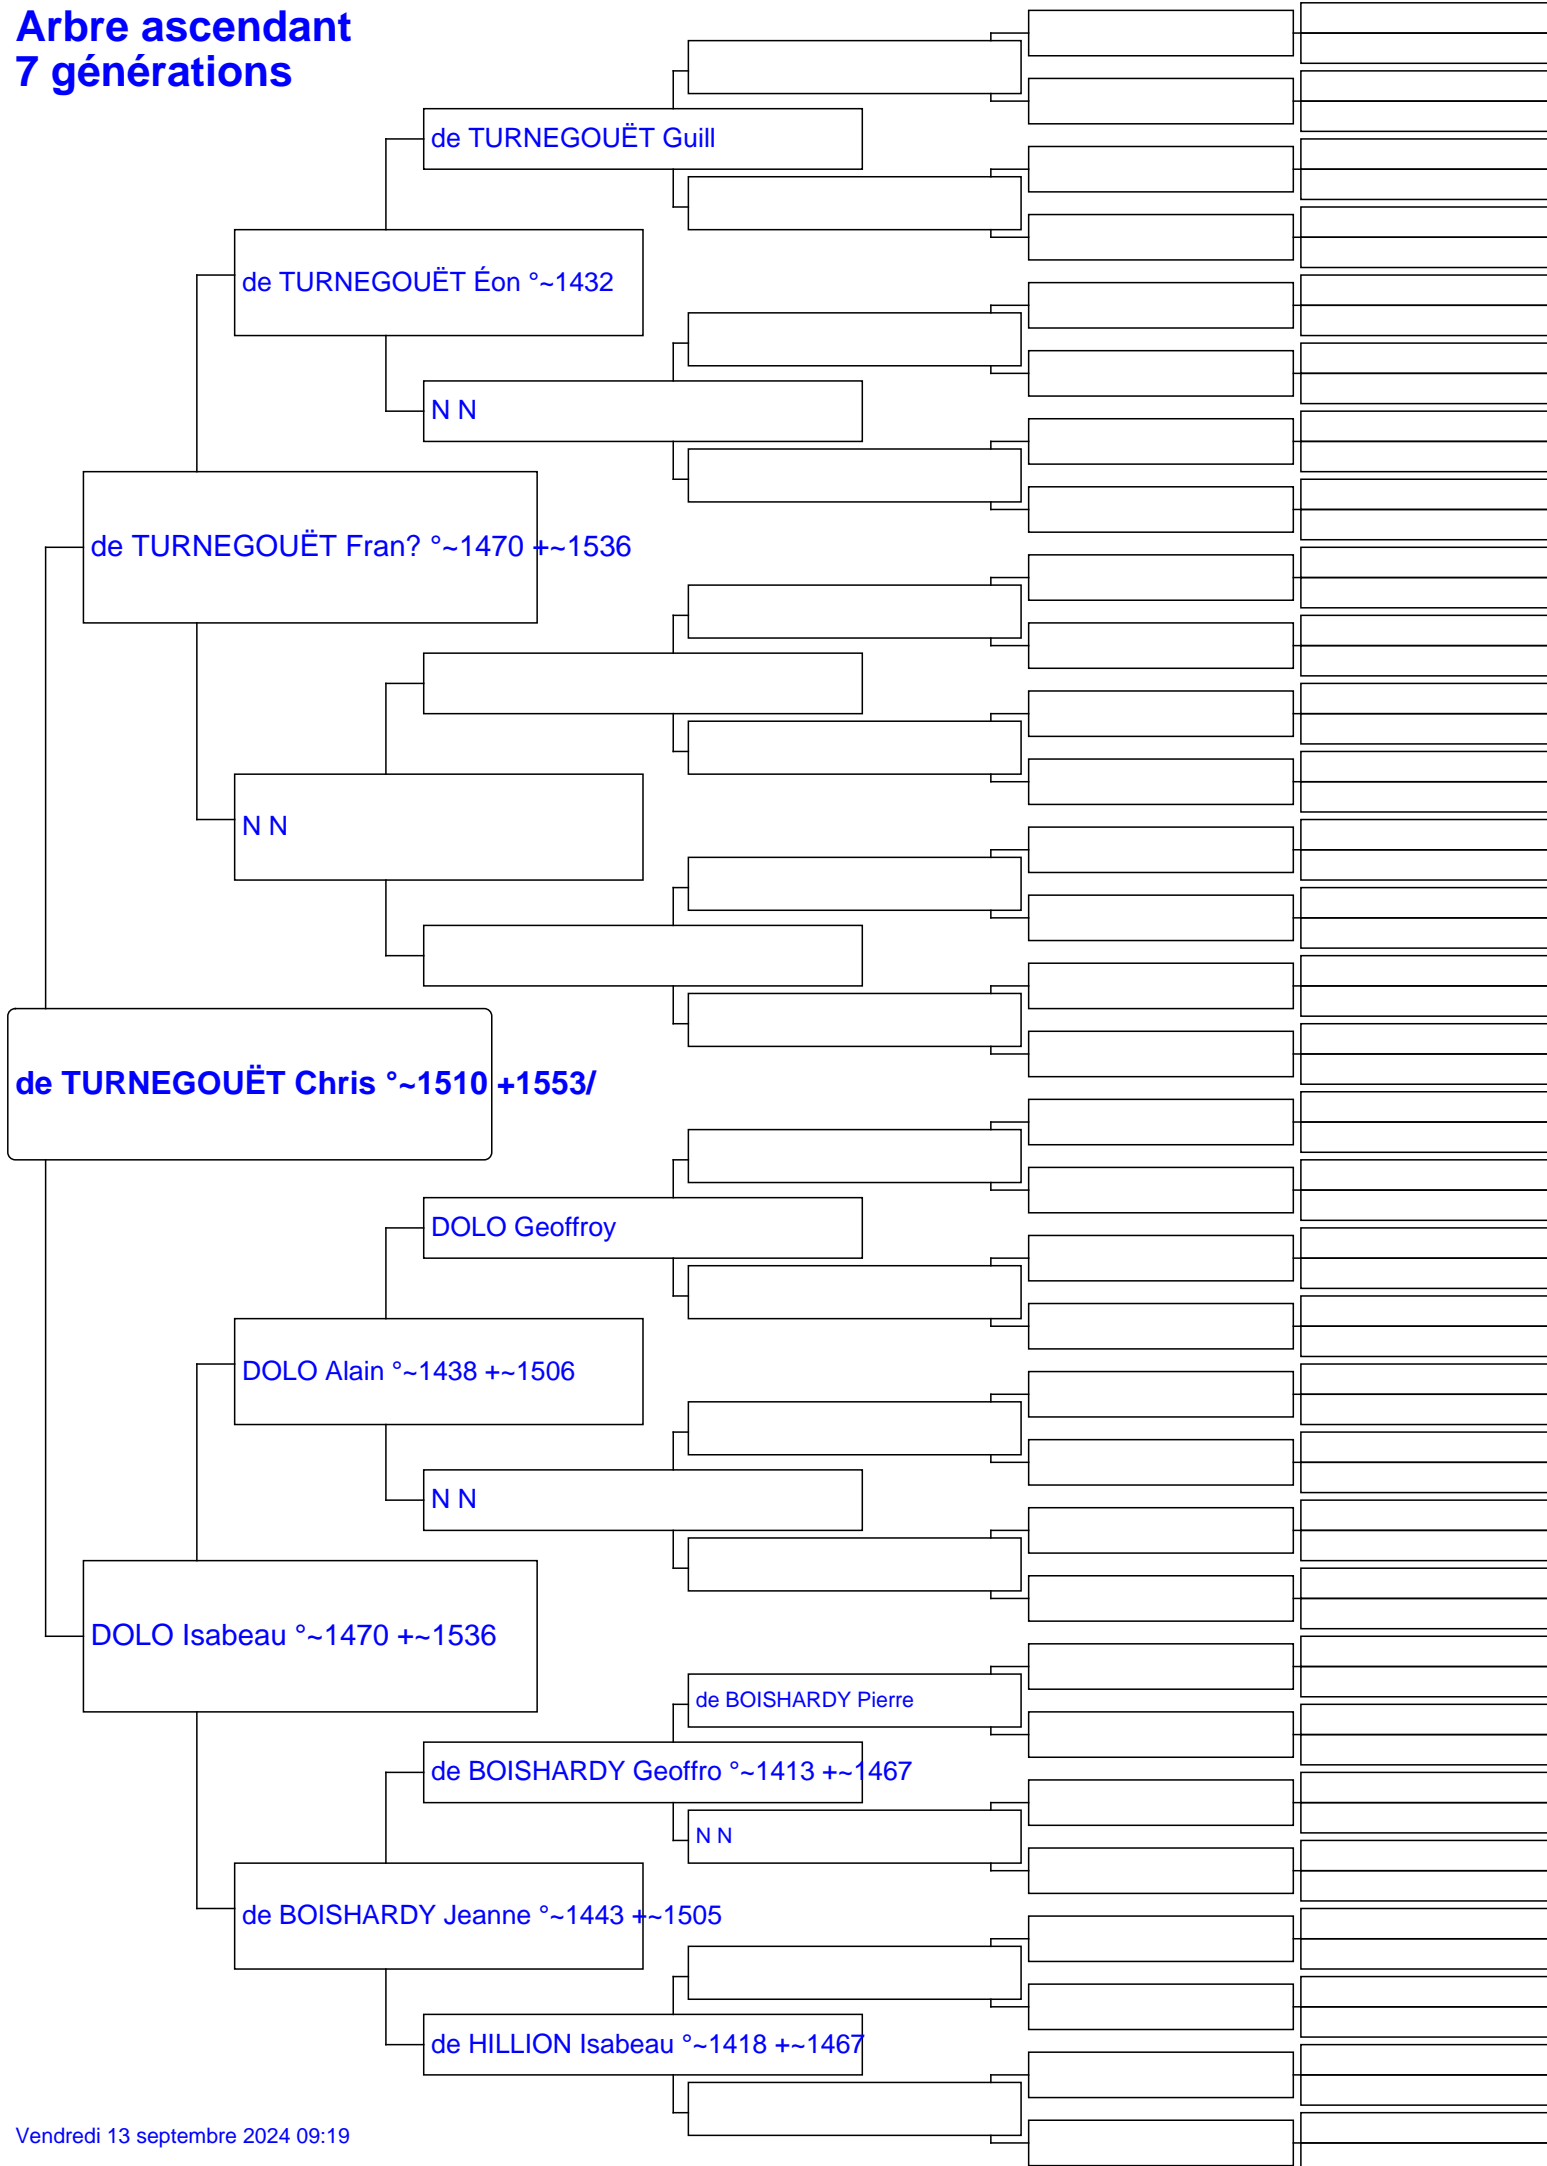 Arbre ascendant
7 générations
de TURNEGOUËT Guill
de TURNEGOUËT Éon °~1432
N N
de TURNEGOUËT Fran? °~1470 +~1536
N N
de TURNEGOUËT Chris °~1510 +1553/
DOLO Geoffroy
DOLO Alain °~1438 +~1506
N N
DOLO Isabeau °~1470 +~1536
de BOISHARDY Pierre
de BOISHARDY Geoffro °~1413 +~1467
N N
de BOISHARDY Jeanne °~1443 +~1505
de HILLION Isabeau °~1418 +~1467
Vendredi 13 septembre 2024 09:19